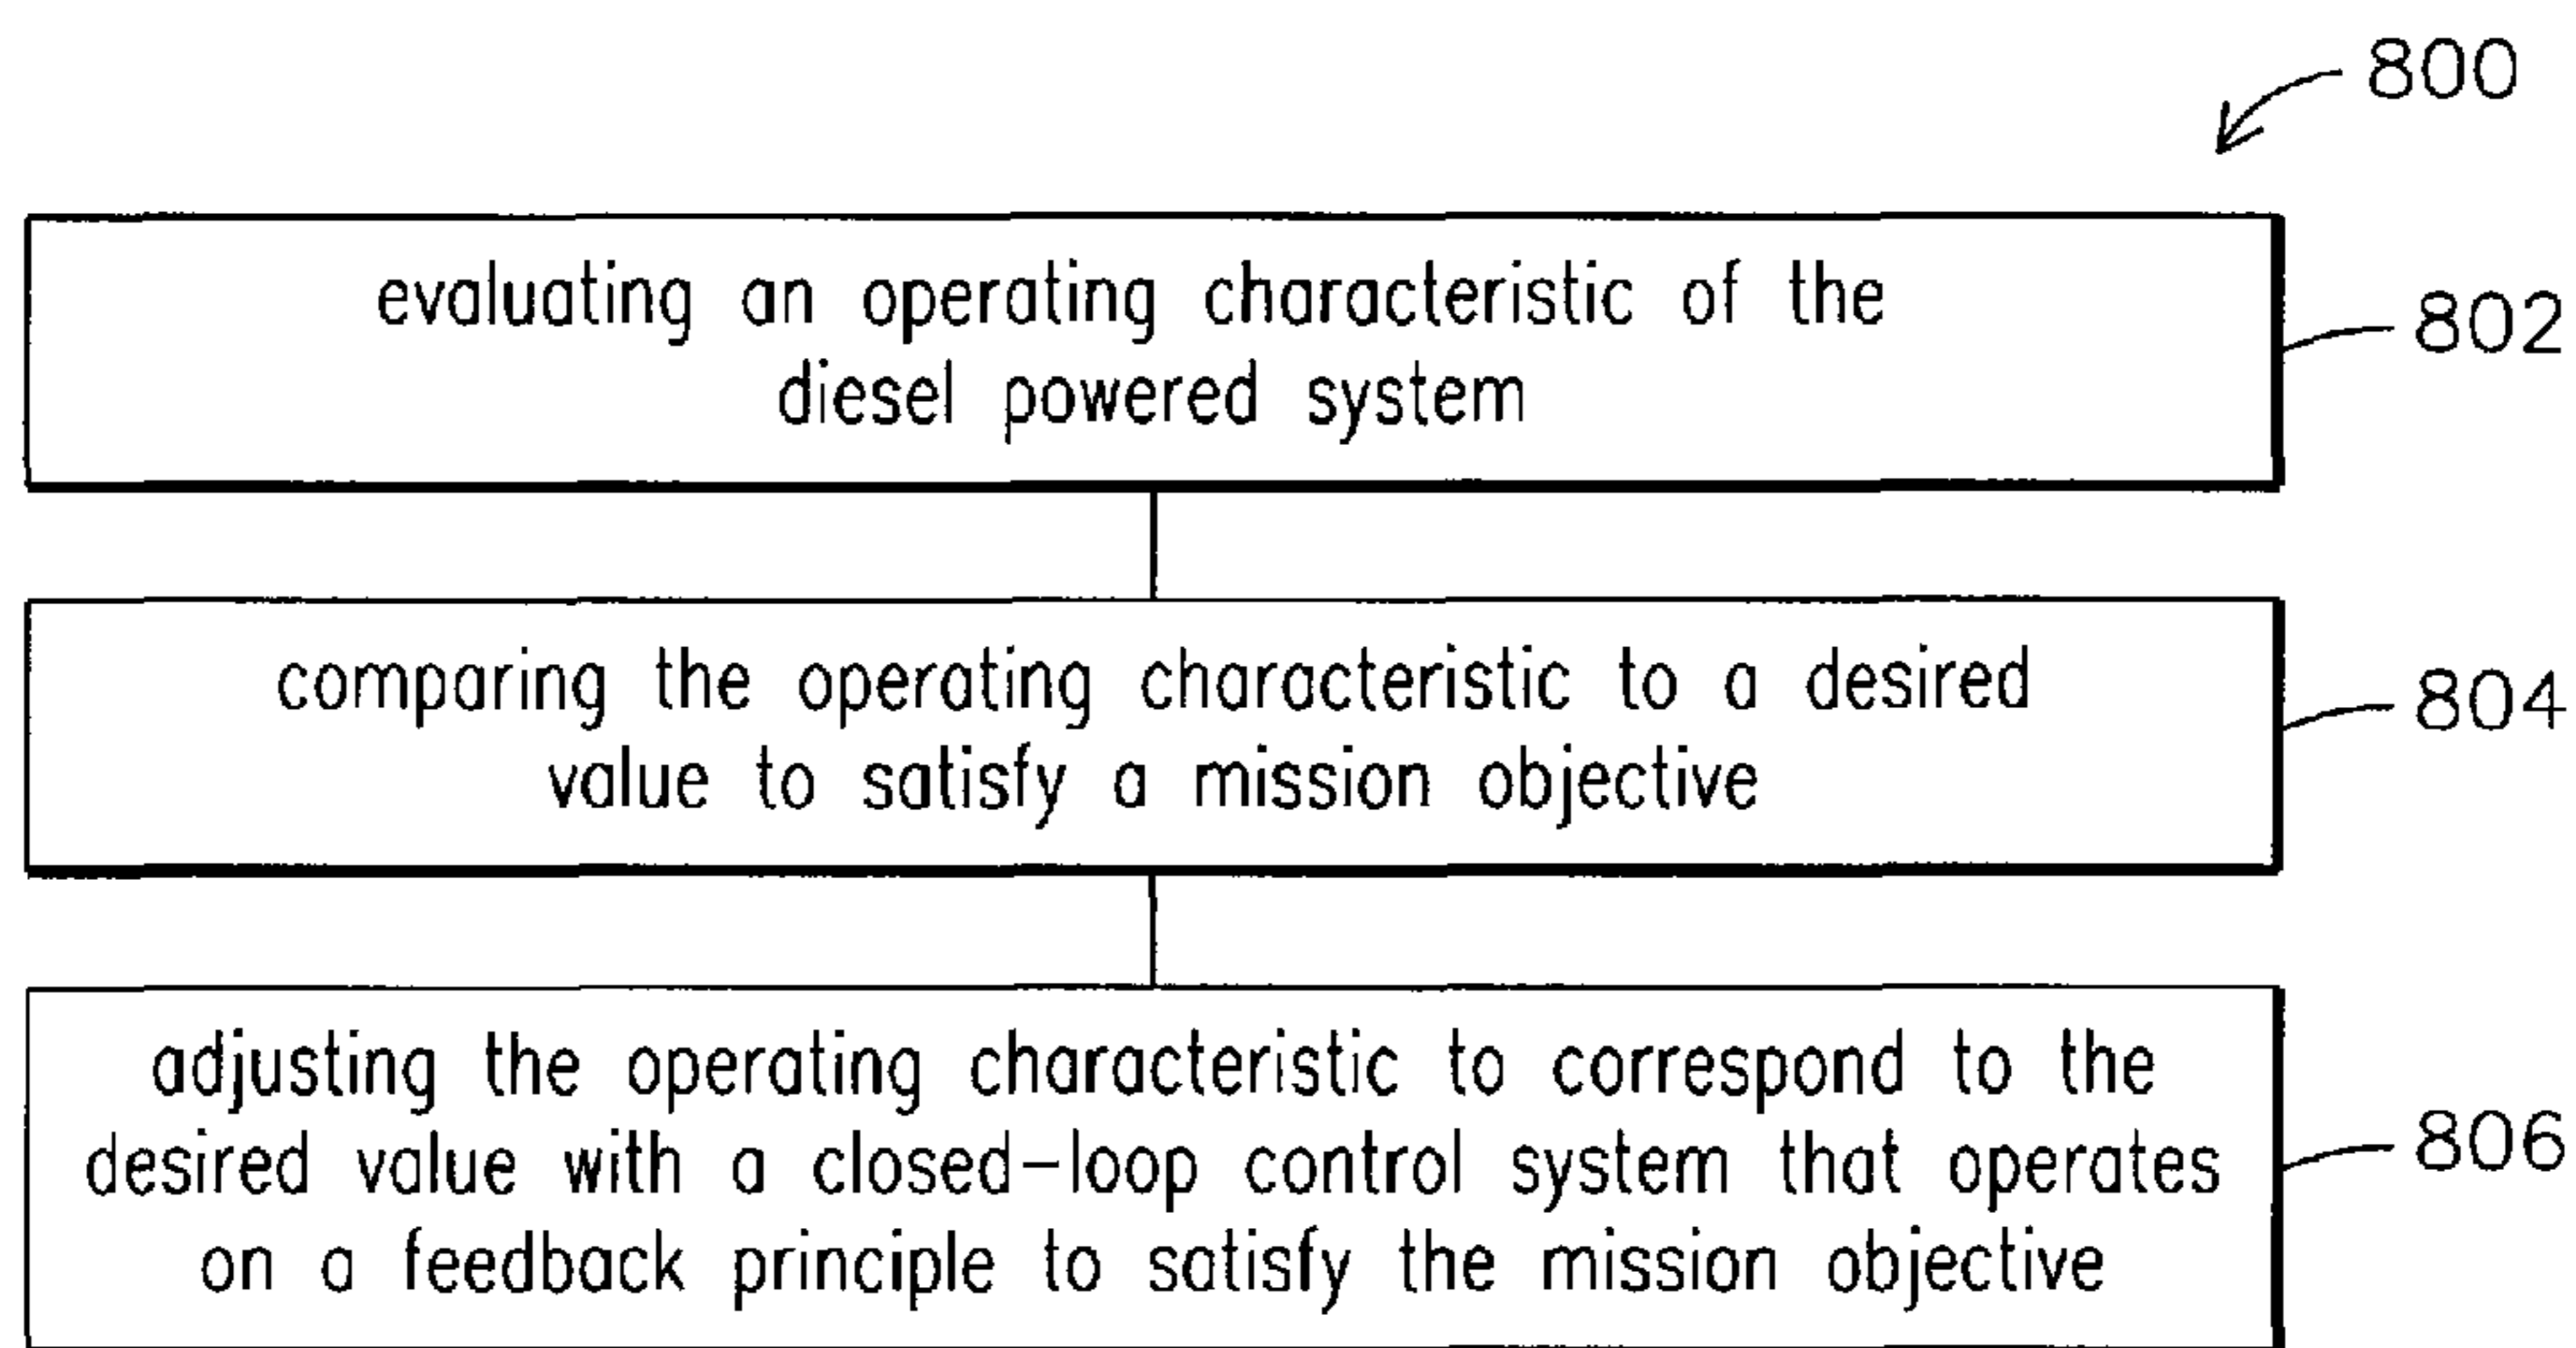 800
evaluating an operating characteristic of the
diesel powered system
802
comparing the operating characteristic to a desired
value to satisfy a mission objective
804
adjusting the operating characteristic to correspond to the
desired value with a closed-loop control system that operates
on a feedback principle to satisfy the mission objective
806